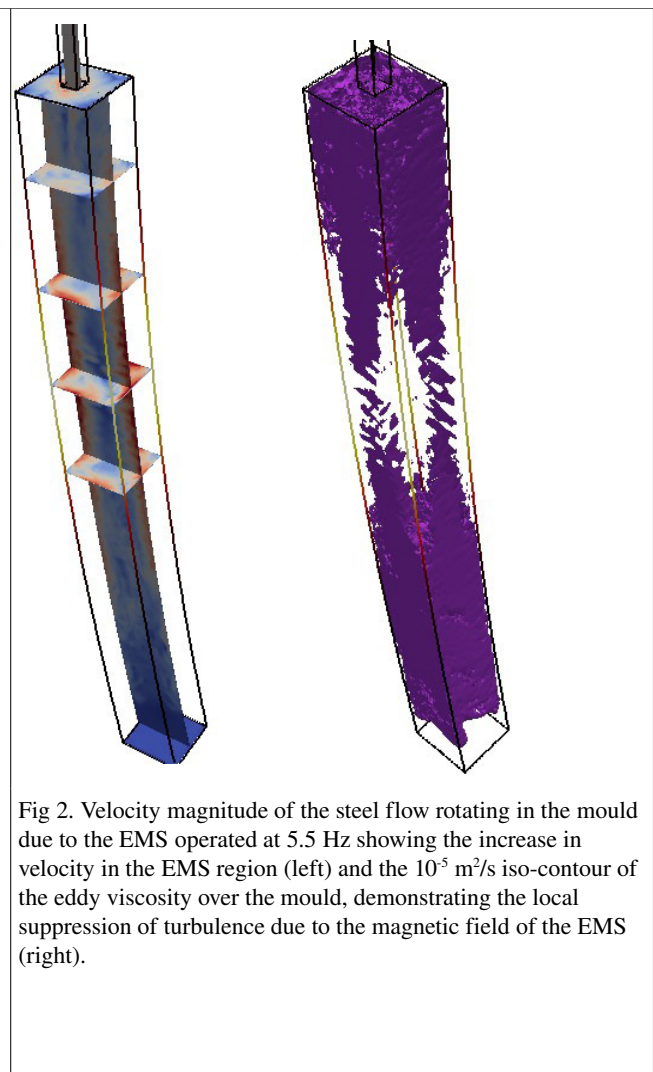 Fig 2. Velocity magnitude of the steel flow rotating in the mould
due to the EMS operated at 5.5 Hz showing the increase in
velocity in the EMS region (left) and the 10⁻⁵ m²/s iso-contour of
the eddy viscosity over the mould, demonstrating the local
suppression of turbulence due to the magnetic field of the EMS
(right).